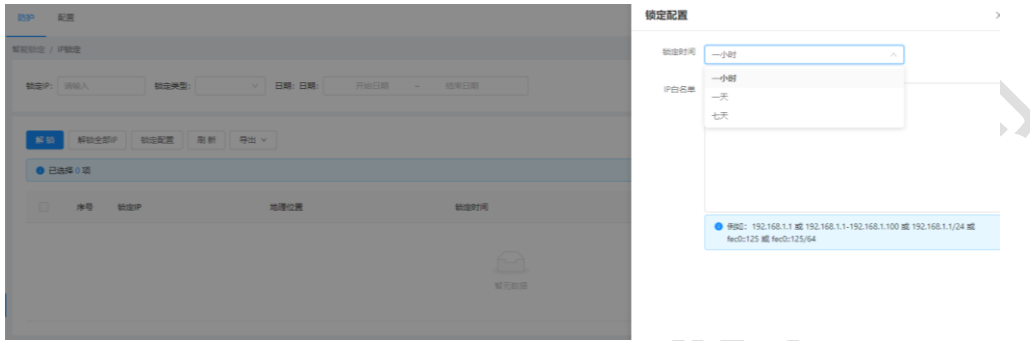 防护 配置
锁定配置
解锁锁定 / IP锁定
锁定时间 一小时
锁定IP: 请输入 锁定类型: 日期: 日期: 开始日期 ~ 结束日期
一小时
IP白名单
一天
七天
解 锁 解锁全部IP 锁定配置 刷 新 导出
已选择 0 项
序号 锁定IP 地理位置 锁定时间
例如: 192.168.1.1 或 192.168.1.1-192.168.1.100 或 192.168.1.1/24 或
fec0::125 或 fec0::125/64
暂无数据